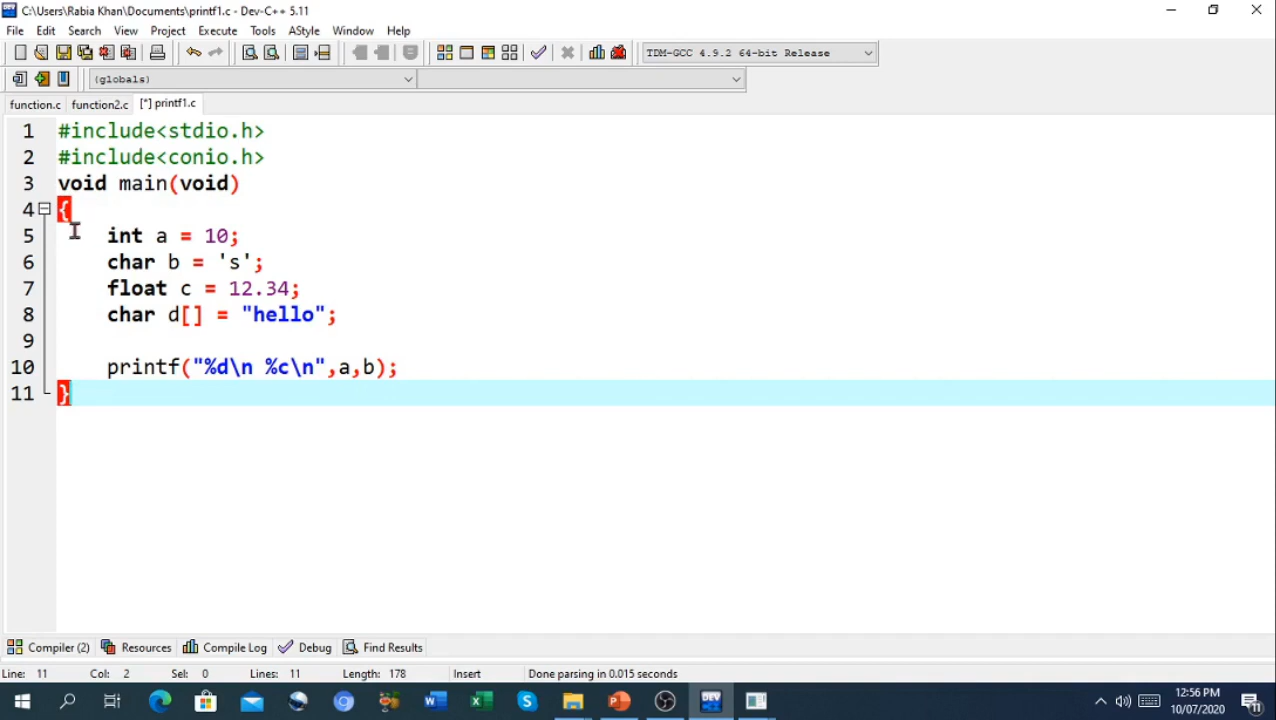 C:\Users\Rabia Khan\Documents\printf1.c - Dev-C++ 5.11
File Edit Search View Project Execute Tools AStyle Window Help
TDM-GCC 4.9.2 64-bit Release
(globals)
function.c function2.c [*] printf1.c
1 #include<stdio.h>
2 #include<conio.h>
3 void main(void)
4 {
5 int a = 10;
6 char b = 's';
7 float c = 12.34;
8 char d[] = "hello";
9
10 printf("%d\n %c\n",a,b);
11 }
Compiler (2) Resources Compile Log Debug Find Results
Line: 11 Col: 2 Sel: 0 Lines: 11 Length: 178 Insert Done parsing in 0.015 seconds
DEV
12:56 PM
10/07/2020